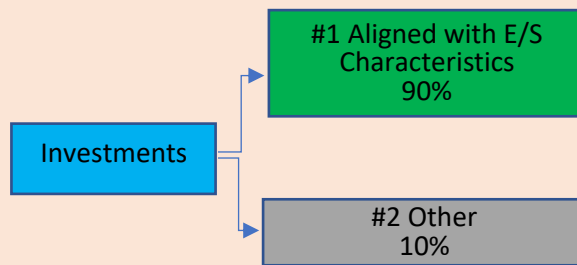 #1 Aligned with E/S
Characteristics
90%
Investments
#2 Other
10%